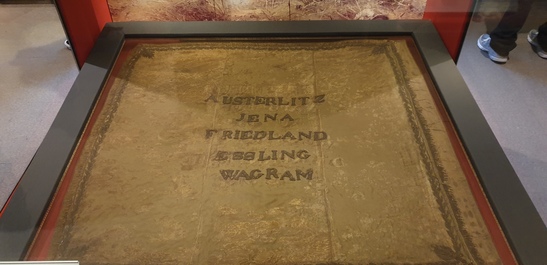 AUSTERLITZ
JENA
FRIEDLAND
ESSLING
WAGRAM